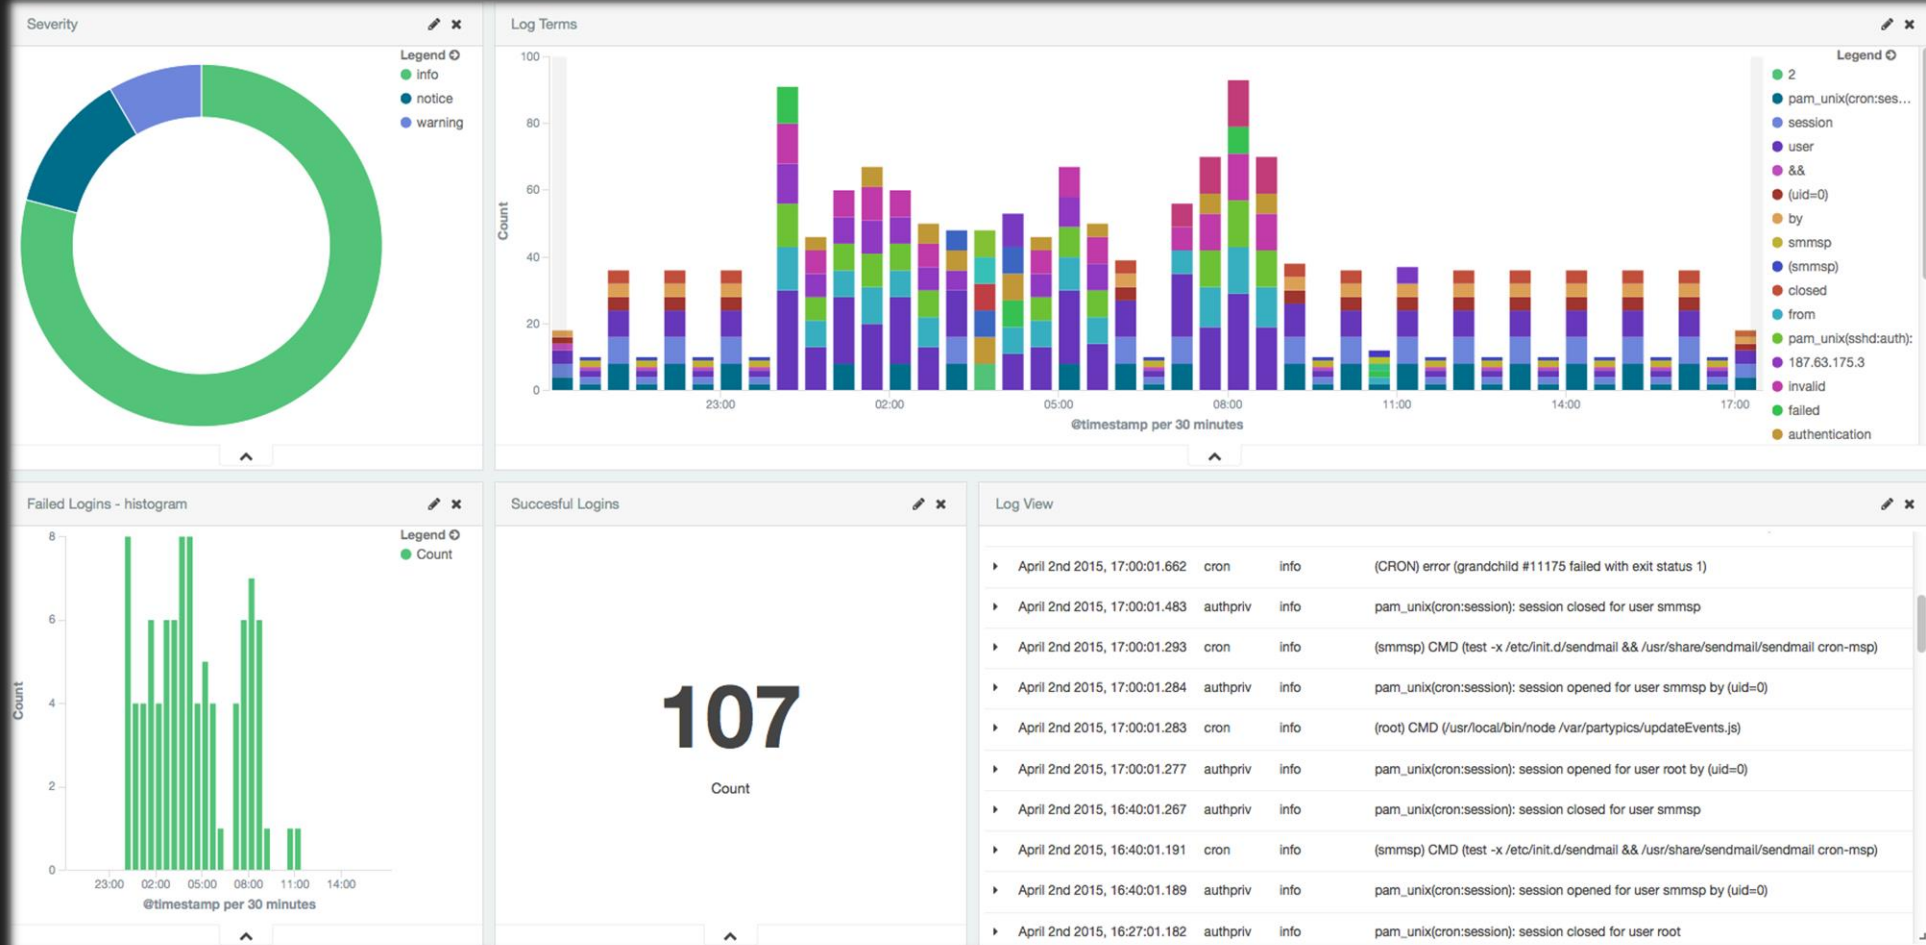 Severity
Legend
info
notice
warning
Log Terms
100
80
60
40
20
0
Count
23:00 02:00 05:00 08:00 11:00 14:00 17:00
@timestamp per 30 minutes
Legend
2
pam_unix(cron:ses...
session
user
&&
(uid=0)
by
smmsp
(smmsp)
closed
from
pam_unix(sshd:auth):
187.63.175.3
invalid
failed
authentication
Failed Logins - histogram
Legend
Count
8
6
4
2
0
Count
23:00 02:00 05:00 08:00 11:00 14:00
@timestamp per 30 minutes
Succesful Logins
107
Count
Log View
April 2nd 2015, 17:00:01.662 cron info (CRON) error (grandchild #11175 failed with exit status 1)
April 2nd 2015, 17:00:01.483 authpriv info pam_unix(cron:session): session closed for user smmsp
April 2nd 2015, 17:00:01.293 cron info (smmsp) CMD (test -x /etc/init.d/sendmail && /usr/share/sendmail/sendmail cron-msp)
April 2nd 2015, 17:00:01.284 authpriv info pam_unix(cron:session): session opened for user smmsp by (uid=0)
April 2nd 2015, 17:00:01.283 cron info (root) CMD (/usr/local/bin/node /var/partypics/updateEvents.js)
April 2nd 2015, 17:00:01.277 authpriv info pam_unix(cron:session): session opened for user root by (uid=0)
April 2nd 2015, 16:40:01.267 authpriv info pam_unix(cron:session): session closed for user smmsp
April 2nd 2015, 16:40:01.191 cron info (smmsp) CMD (test -x /etc/init.d/sendmail && /usr/share/sendmail/sendmail cron-msp)
April 2nd 2015, 16:40:01.189 authpriv info pam_unix(cron:session): session opened for user smmsp by (uid=0)
April 2nd 2015, 16:27:01.182 authpriv info pam_unix(cron:session): session closed for user root